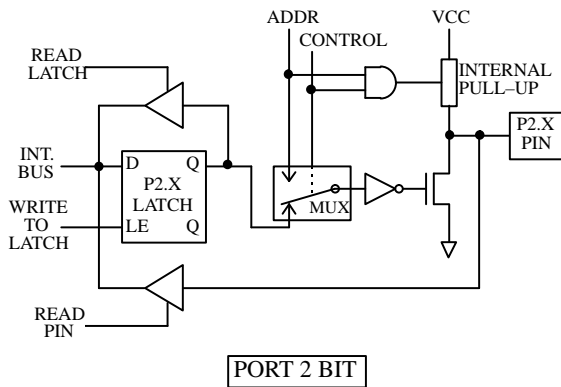 ADDR
VCC
CONTROL
READ
LATCH
INTERNAL
PULL–UP
P2.X
PIN
INT.
BUS
D
Q
P2.X
LATCH
WRITE
TO
LATCH
LE
Q
MUX
READ
PIN
PORT 2 BIT